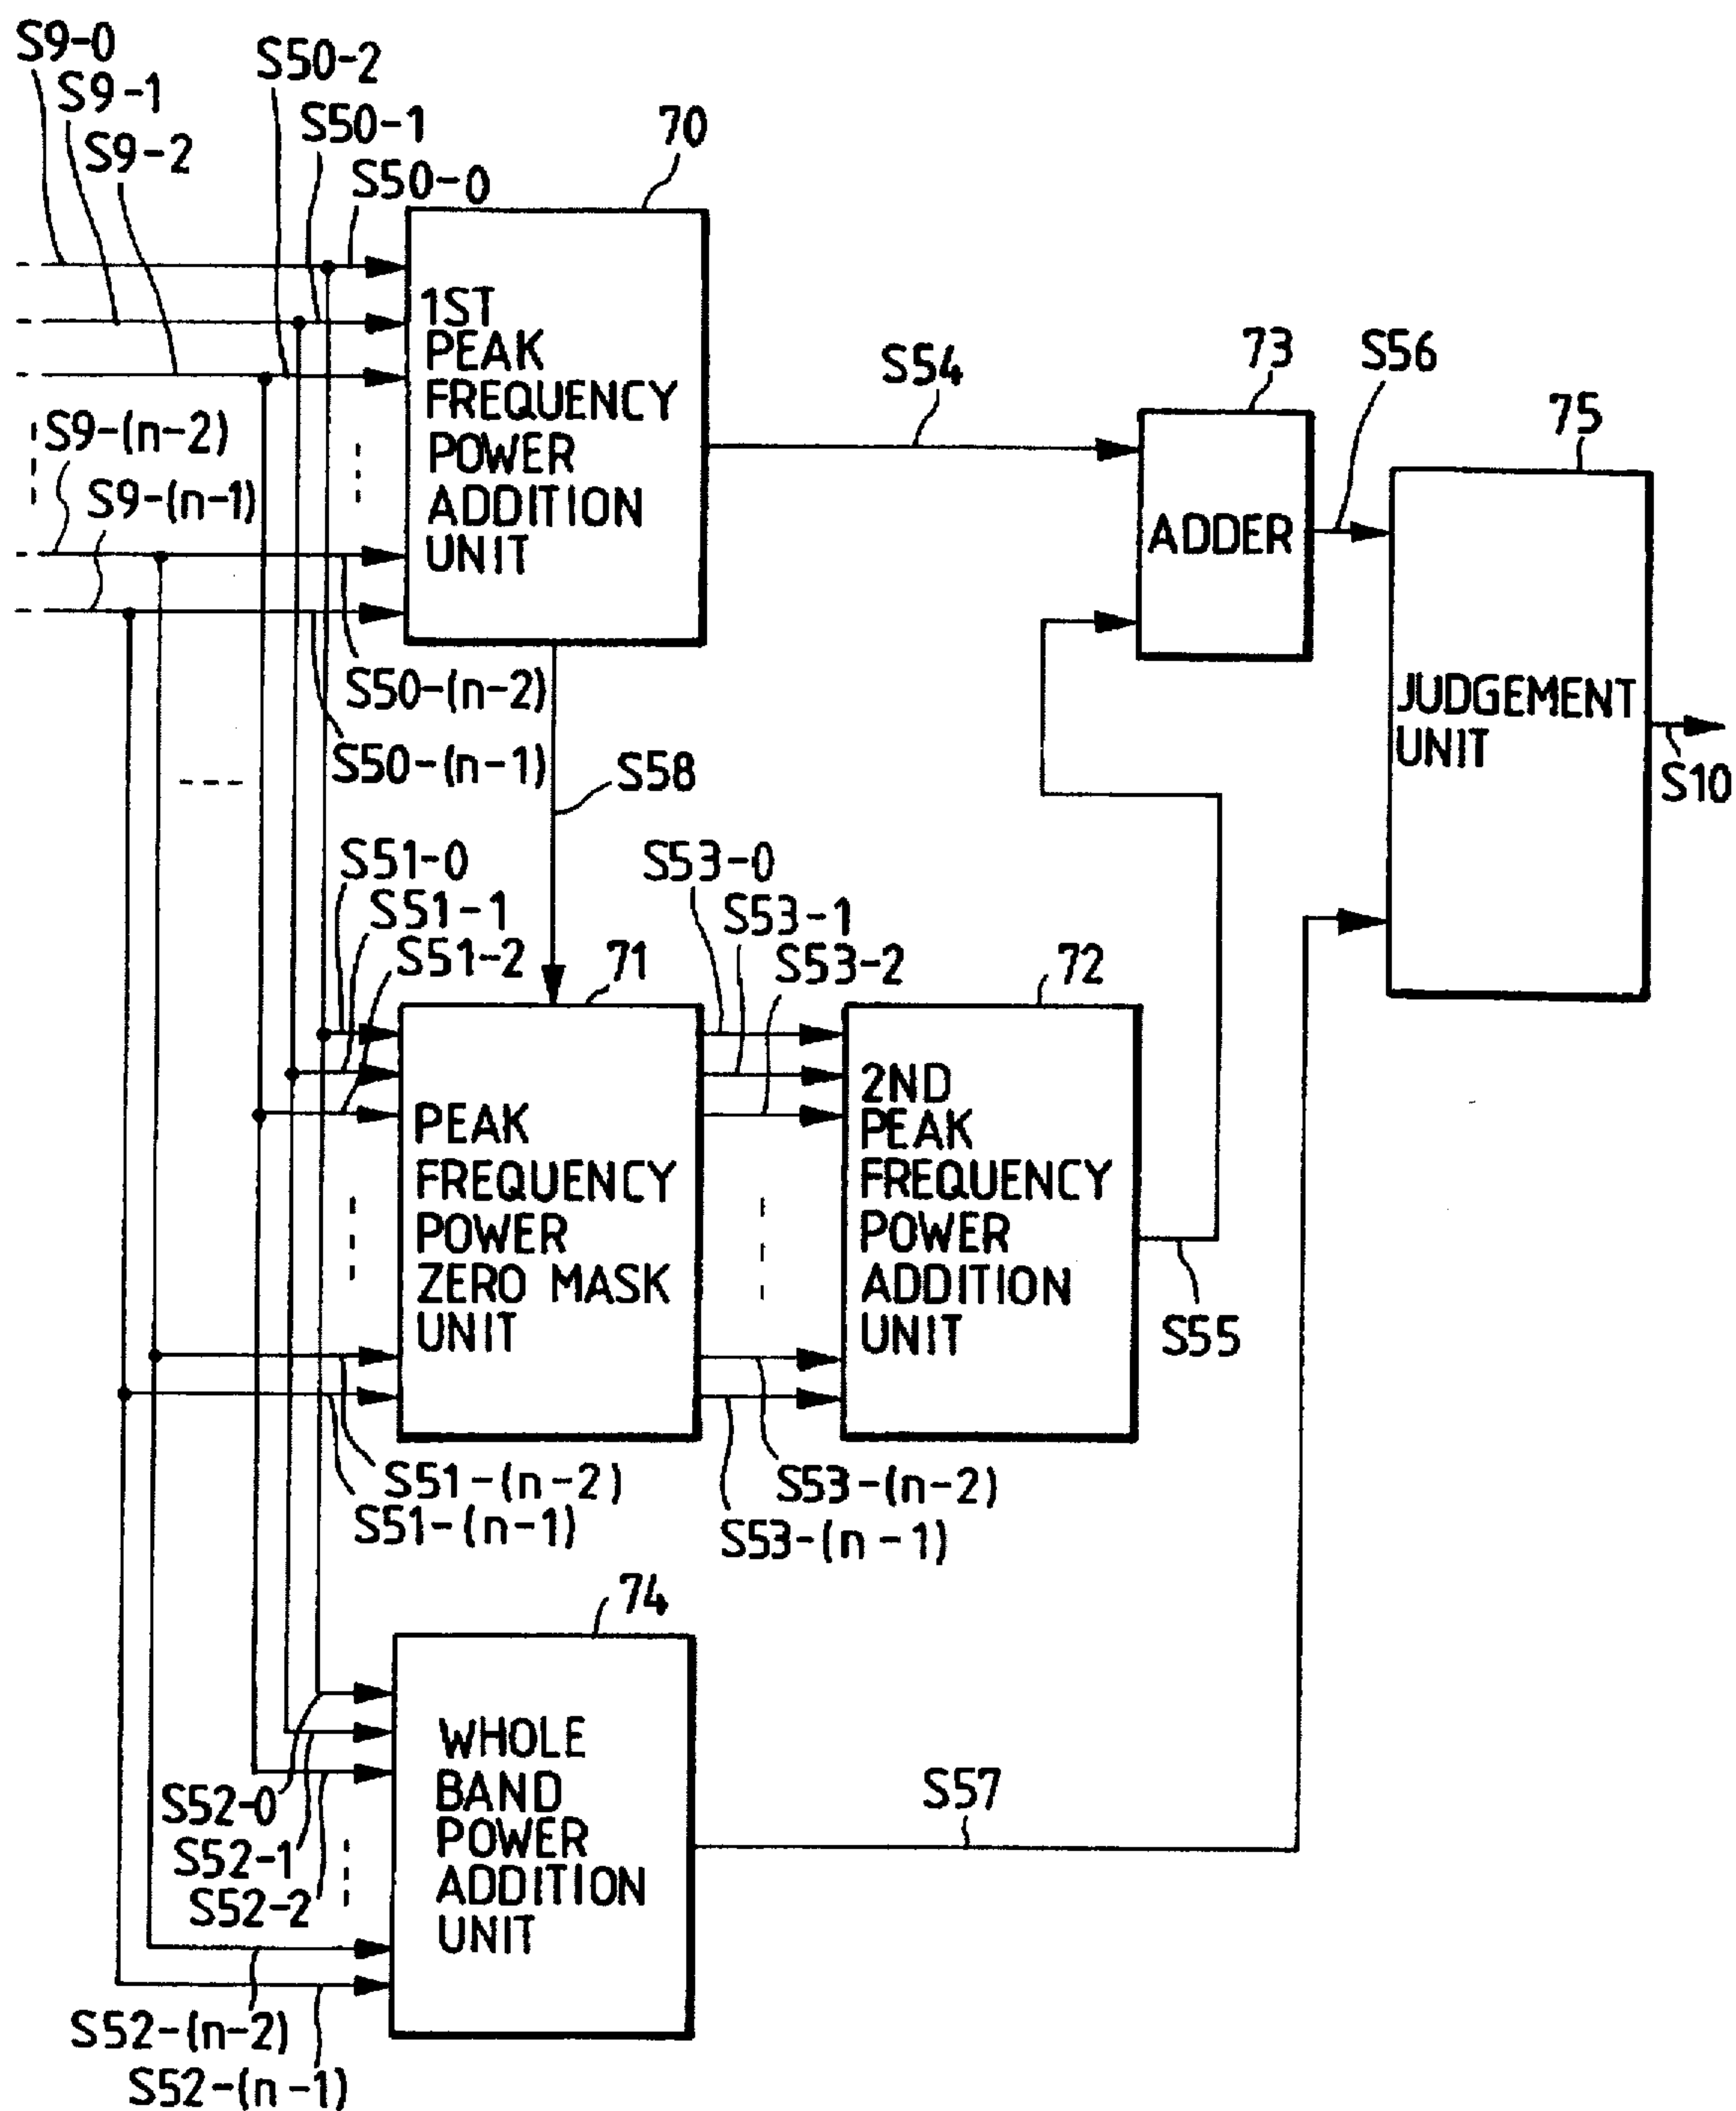 S9-0
S9-1
S9-2
S50-2
S50-1
S50-0
70
S9-(n-2)
S9-(n-1)
1ST
PEAK
FREQUENCY
POWER
ADDITION
UNIT
S54
73
S56
75
ADDER
JUDGEMENT
UNIT
S10
S50-(n-2)
S50-(n-1)
S58
S51-0
S51-1
S51-2
71
S53-0
S53-1
S53-2
72
PEAK
FREQUENCY
POWER
ZERO MASK
UNIT
2ND
PEAK
FREQUENCY
POWER
ADDITION
UNIT
S55
S51-(n-2)
S51-(n-1)
S53-(n-2)
S53-(n-1)
74
WHOLE
BAND
POWER
ADDITION
UNIT
S57
S52-0
S52-1
S52-2
S52-(n-2)
S52-(n-1)